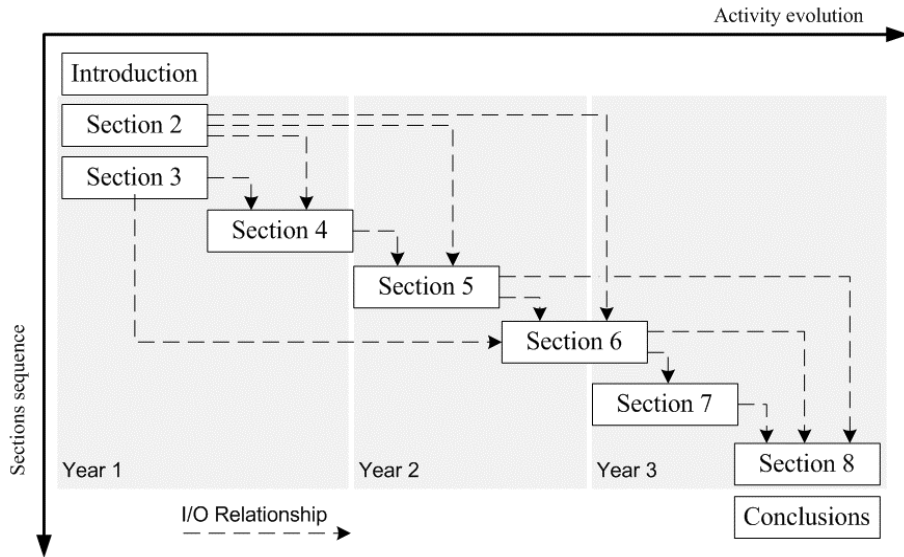 Activity evolution
Introduction
Section 2
Section 3
Section 4
Section 5
Section 6
Section 7
Section 8
Year 1
Year 2
Year 3
Conclusions
I/O Relationship
Sections sequence